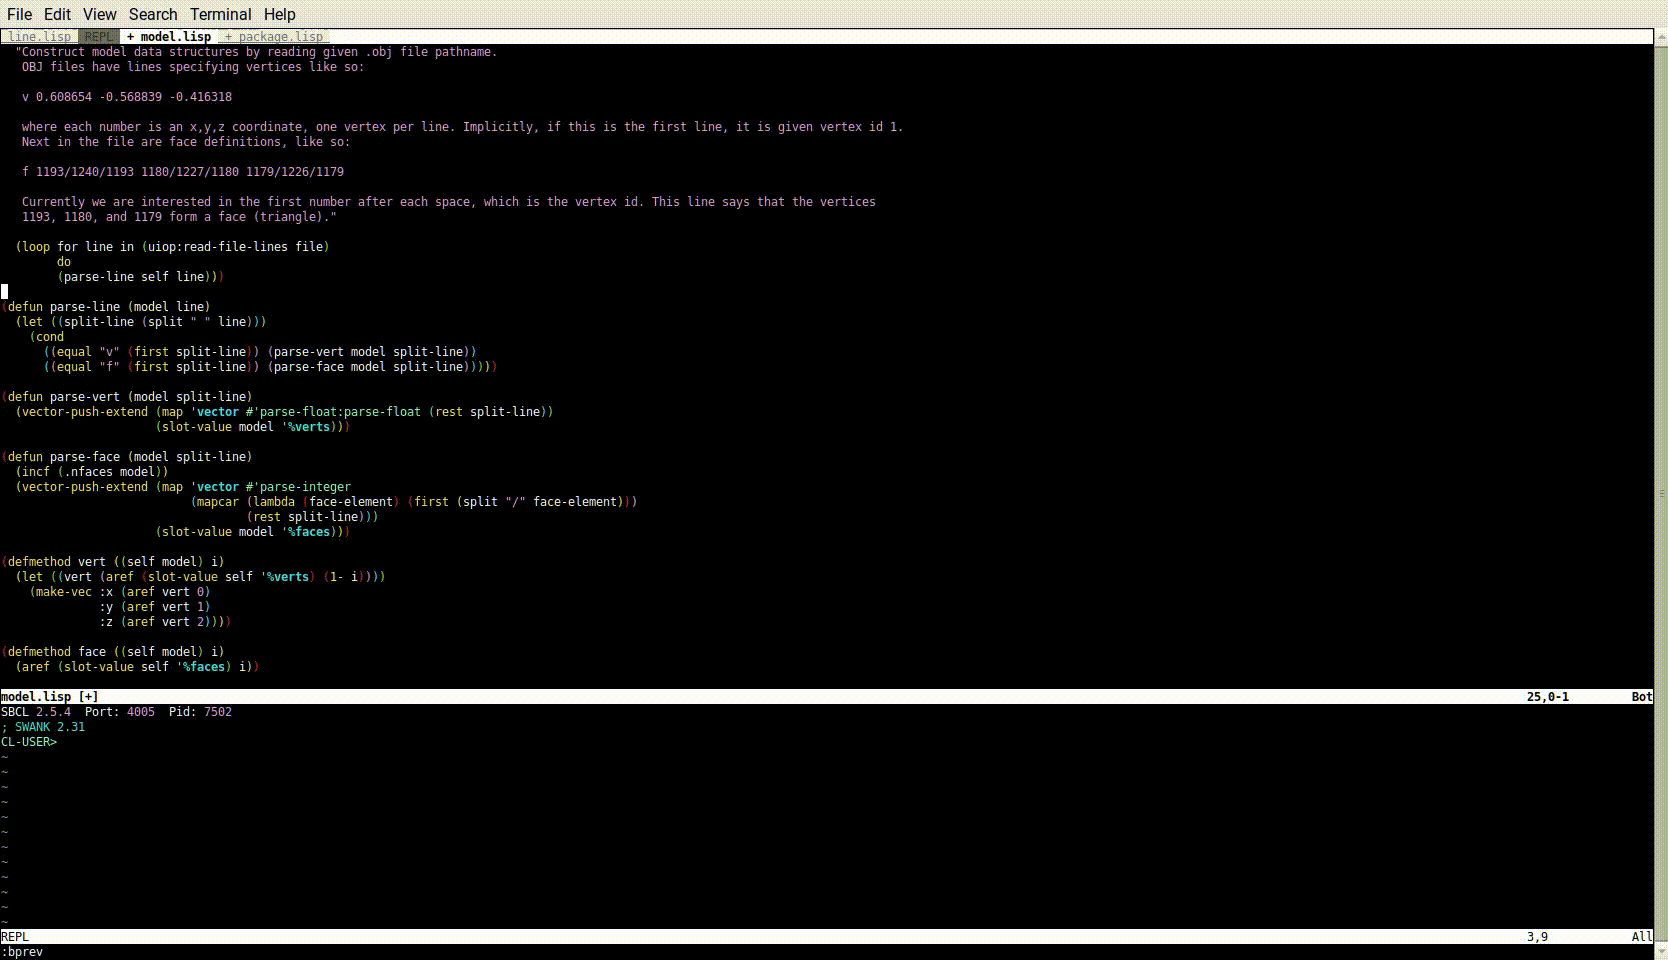 File Edit View Search Terminal Help
line.lisp REPL + model.lisp + package.lisp
"Construct model data structures by reading given .obj file pathname.
OBJ files have lines specifying vertices like so:
v 0.608654 -0.568839 -0.416318
where each number is an x,y,z coordinate, one vertex per line. Implicitly, if this is the first line, it is given vertex id 1.
Next in the file are face definitions, like so:
f 1193/1240/1193 1180/1227/1180 1179/1226/1179
Currently we are interested in the first number after each space, which is the vertex id. This line says that the vertices
1193, 1180, and 1179 form a face (triangle)."
(loop for line in (uiop:read-file-lines file)
do
(parse-line self line)))
(defun parse-line (model line)
(let ((split-line (split " " line)))
(cond
((equal "v" (first split-line)) (parse-vert model split-line))
((equal "f" (first split-line)) (parse-face model split-line)))))
(defun parse-vert (model split-line)
(vector-push-extend (map 'vector #'parse-float:parse-float (rest split-line))
(slot-value model '%verts)))
(defun parse-face (model split-line)
(incf (.nfaces model))
(vector-push-extend (map 'vector #'parse-integer
(mapcar (lambda (face-element) (first (split "/" face-element)))
(rest split-line)))
(slot-value model '%faces)))
(defmethod vert ((self model) i)
(let ((vert (aref (slot-value self '%verts) (1- i))))
(make-vec :x (aref vert 0)
:y (aref vert 1)
:z (aref vert 2))))
(defmethod face ((self model) i)
(aref (slot-value self '%faces) i))
model.lisp [+] 25,0-1 Bot
SBCL 2.5.4 Port: 4005 Pid: 7502
; SWANK 2.31
CL-USER>
~
~
~
~
~
~
~
~
~
~
~
~
REPL 3,9 All
:bprev